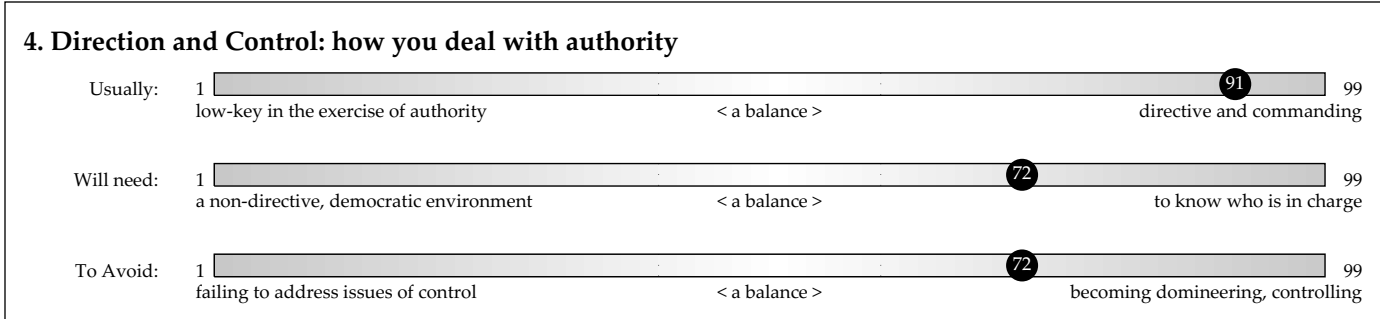 4. Direction and Control: how you deal with authority
Usually: 1 91 99
low-key in the exercise of authority < a balance > directive and commanding
Will need: 1 72 99
a non-directive, democratic environment < a balance > to know who is in charge
To Avoid: 1 72 99
failing to address issues of control < a balance > becoming domineering, controlling